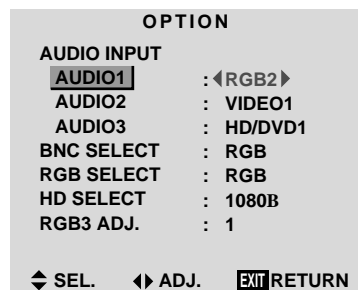 OPTION
AUDIO INPUT
AUDIO1 : ◀RGB2▶
AUDIO2 : VIDEO1
AUDIO3 : HD/DVD1
BNC SELECT : RGB
RGB SELECT : RGB
HD SELECT : 1080B
RGB3 ADJ. : 1
SEL. ADJ. EXIT RETURN